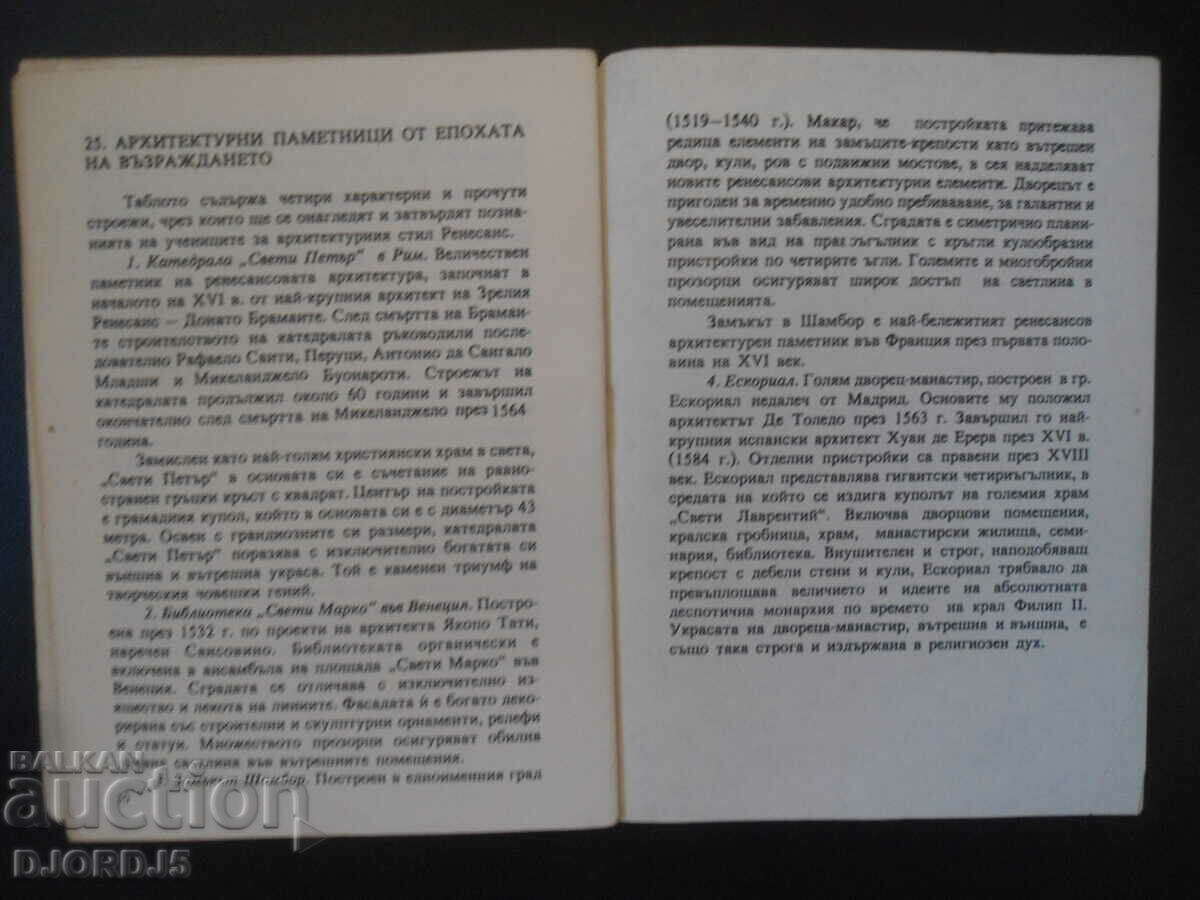 25. АРХИТЕКТУРНИ ПАМЕТНИЦИ ОТ ЕПОХАТА
НА ВЪЗРАЖДАНЕТО
Таблото съдържа четири характерни и прочути
строежи, чрез които ще се онагледят и затвърдят позна-
нията на учениците за архитектурния стил Ренесанс.
1. Катедрала „Свети Петър" в Рим. Величествен
паметник на ренесансовата архитектура, започнат в
началото на XVI в. от най-крупния архитект на Зрелия
Ренесанс — Донато Браманте. След смъртта на Браман-
те строителството на катедралата ръководили после-
дователно Рафаело Санти, Перуци, Антонио да Сангало
Младши и Микеланджело Буонароти. Строежът на
катедралата продължил около 60 години и завършил
окончателно след смъртта на Микеланджело през 1564
година.
Замислен като най-голям християнски храм в света,
„Свети Петър" в основата си е съчетание на равно-
странен гръцки кръст с квадрат. Център на постройката
е грамадния купол, който в основата си е с диаметър 43
метра. Освен с грандиозните си размери, катедралата
„Свети Петър" поразява с изключително богатата си
външна и вътрешна украса. Той е каменен триумф на
творческия човешки гений.
2. Библиотека „Свети Марко" във Венеция. Постро-
ена през 1532 г. по проекти на архитекта Якопо Тати,
наречен Сансовино. Библиотеката органически е
включена в ансамбъла на площада „Свети Марко" във
Венеция. Сградата се отличава с изключително из-
ящество и лекота на линиите. Фасадата ѝ е богато деко-
рирана със строителни и скулптурни орнаменти, релефи
и статуи. Множеството прозорци осигуряват обилна
светлина във вътрешните помещения.
3. Замъкът Шамбор. Построен в едноименния град
(1519—1540 г.). Макар, че постройката притежава
редица елементи на замъците-крепости като вътрешен
двор, кули, ров с подвижни мостове, в сея надделяват
новите ренесансови архитектурни елементи. Дворецът е
пригоден за временно удобно пребиваване, за галантни и
увеселителни забавления. Сградата е симетрично плани-
рана във вид на правоъгълник с кръгли кулообразни
пристройки по четирите ъгли. Големите и многобройни
прозорци осигуряват широк достъп на светлина в
помещенията.
Замъкът в Шамбор е най-бележитият ренесансов
архитектурен паметник във Франция през първата поло-
вина на XVI век.
4. Ескориал. Голям дворец-манастир, построен в гр.
Ескориал недалеч от Мадрид. Основите му положил
архитектът Де Толедо през 1563 г. Завършил го най-
крупния испански архитект Хуан де Ерера през XVI в.
(1584 г.). Отделни пристройки са правени през XVIII
век. Ескориал представлява гигантски четириъгълник, в
средата на който се издига куполът на големия храм
„Свети Лаврентий". Включва дворцови помещения,
кралска гробница, храм, манастирски жилища, семи-
нария, библиотека. Внушителен и строг, наподобяващ
крепост с дебели стени и кули, Ескориал трябвало да
превъплощава величието и идеите на абсолютната
деспотична монархия по времето на крал Филип II.
Украсата на двореца-манастир, вътрешна и външна, е
също така строга и издържана в религиозен дух.
BALKAN
auction
DJORDJ5